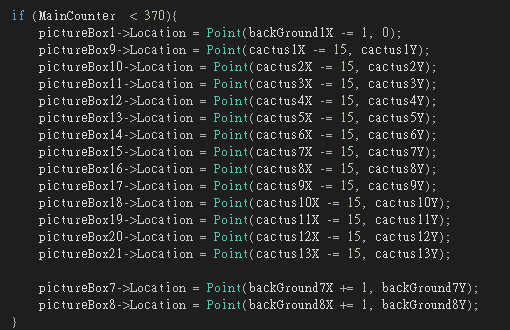 if (MainCounter  < 370){
pictureBox1->Location = Point(backGround1X -= 1, 0);
pictureBox9->Location = Point(cactus1X -= 15, cactus1Y);
pictureBox10->Location = Point(cactus2X -= 15, cactus2Y);
pictureBox11->Location = Point(cactus3X -= 15, cactus3Y);
pictureBox12->Location = Point(cactus4X -= 15, cactus4Y);
pictureBox13->Location = Point(cactus5X -= 15, cactus5Y);
pictureBox14->Location = Point(cactus6X -= 15, cactus6Y);
pictureBox15->Location = Point(cactus7X -= 15, cactus7Y);
pictureBox16->Location = Point(cactus8X -= 15, cactus8Y);
pictureBox17->Location = Point(cactus9X -= 15, cactus9Y);
pictureBox18->Location = Point(cactus10X -= 15, cactus10Y);
pictureBox19->Location = Point(cactus11X -= 15, cactus11Y);
pictureBox20->Location = Point(cactus12X -= 15, cactus12Y);
pictureBox21->Location = Point(cactus13X -= 15, cactus13Y);
pictureBox7->Location = Point(backGround7X += 1, backGround7Y);
pictureBox8->Location = Point(backGround8X += 1, backGround8Y);
}